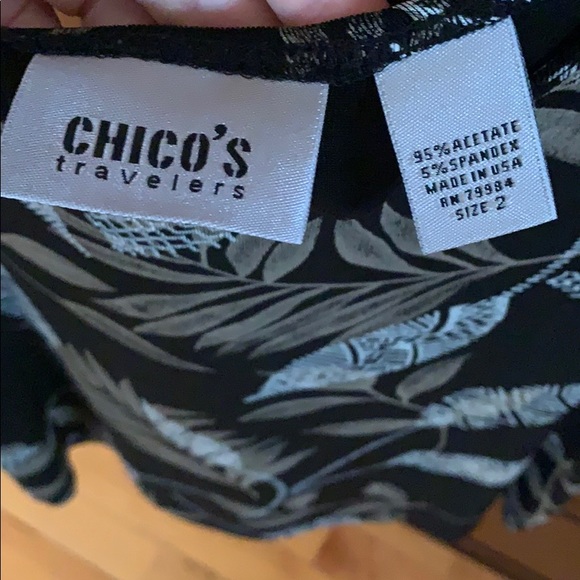 CHICO'S
travelers
95% ACETATE
5% SPANDEX
MADE IN USA
RN 79984
SIZE 2